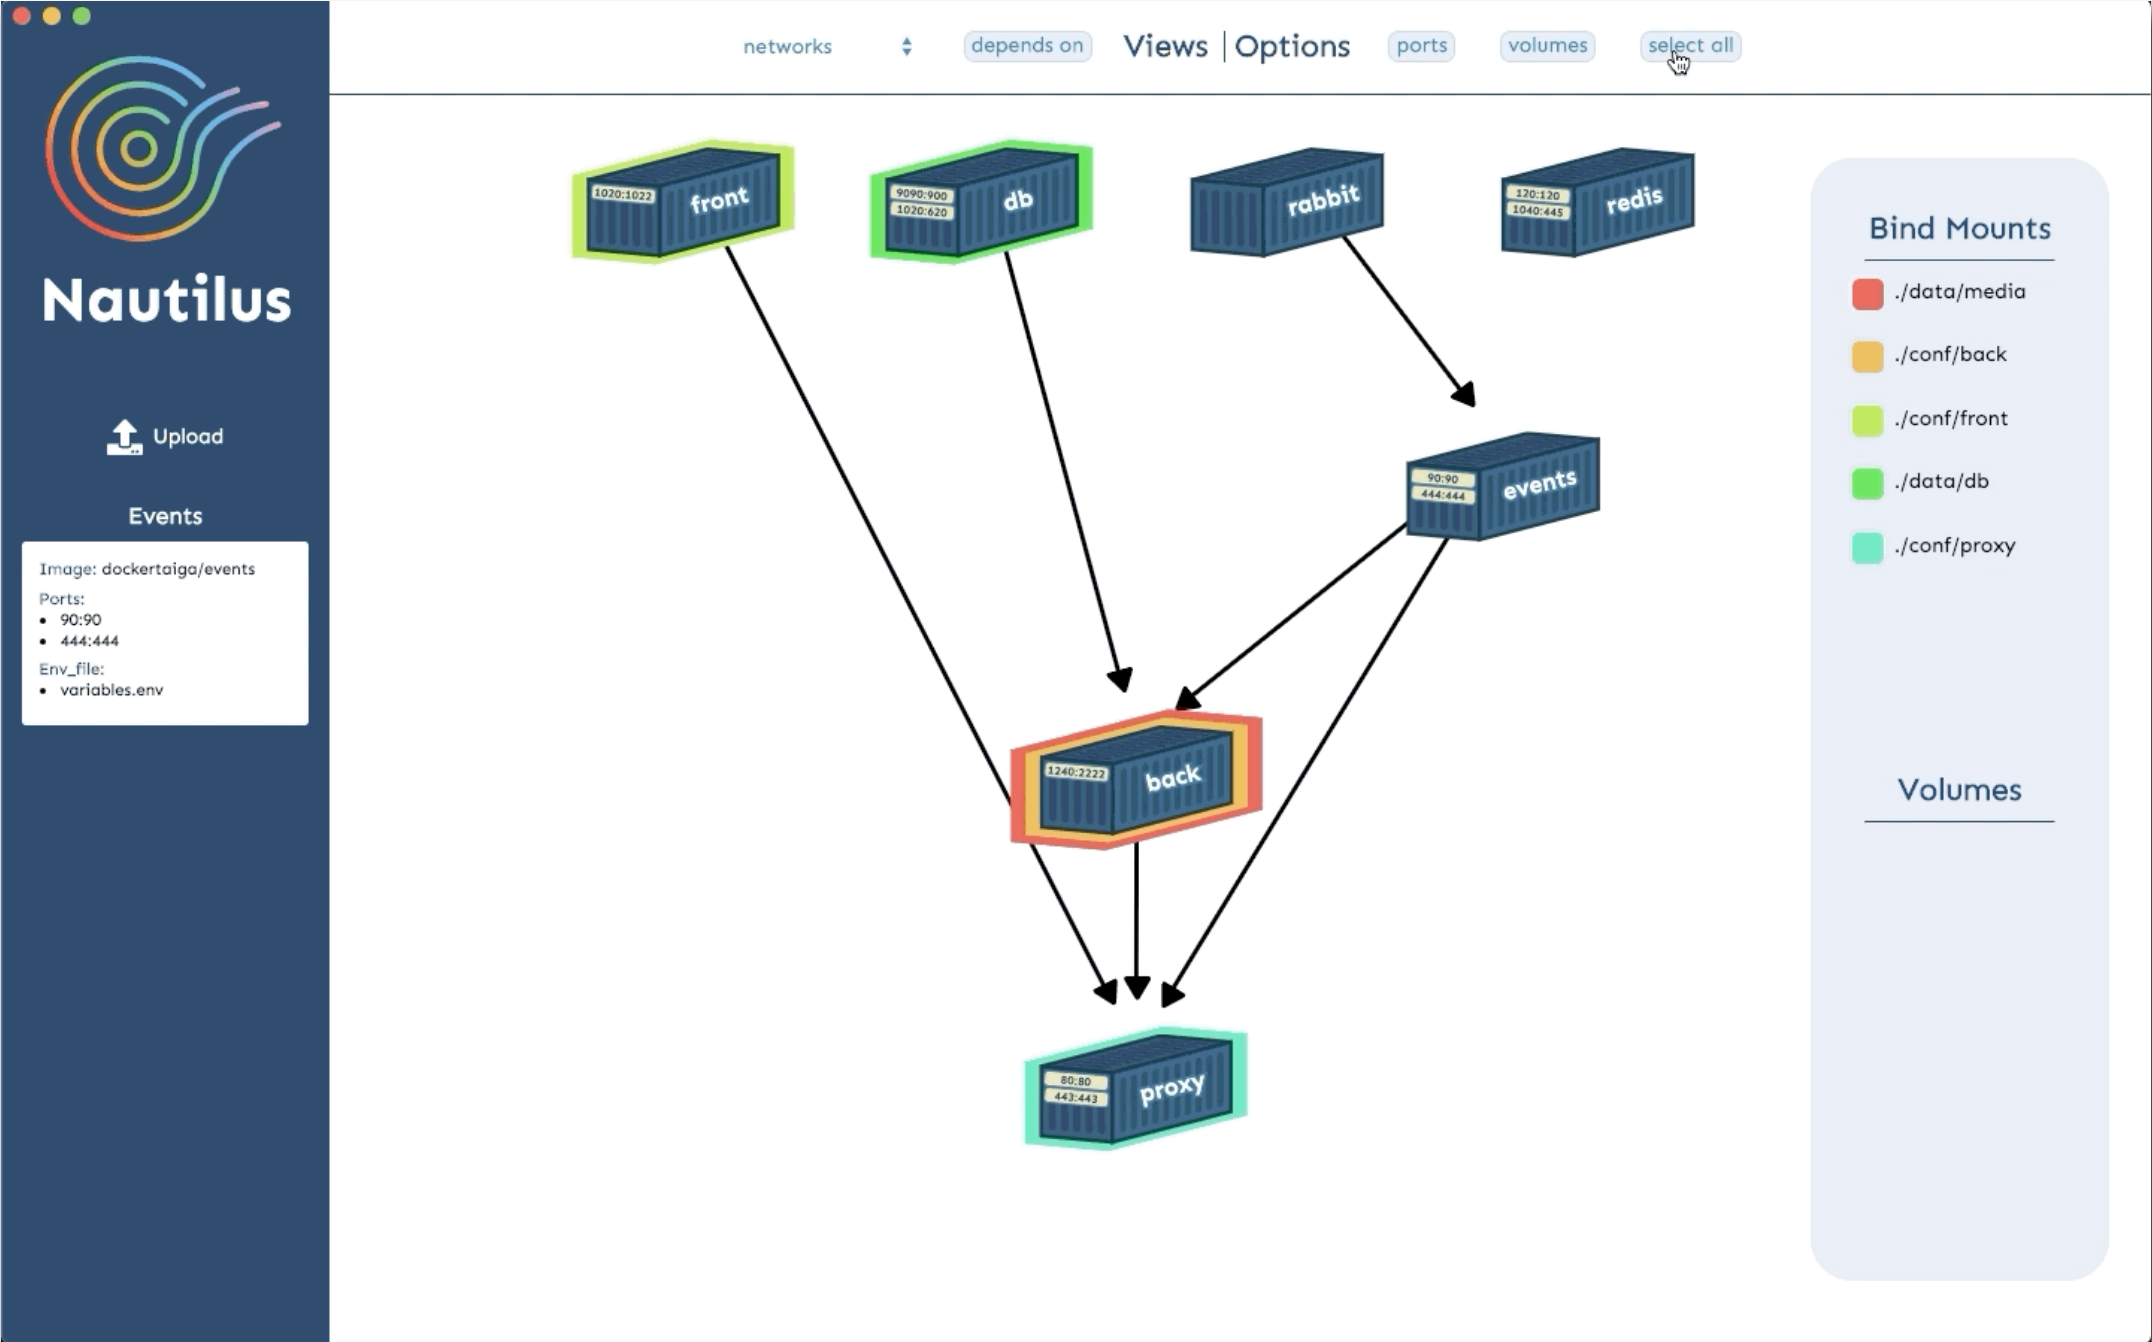 Nautilus
Upload
Events
Image: dockertaiga/events
Ports:
90:90
444:444
Env_file:
variables.env
networks
depends on
Views | Options
ports
volumes
select all
1020:1022
front
9090:900
1020:620
db
rabbit
120:120
1040:445
redis
90:90
444:444
events
1240:2222
back
80:80
443:443
proxy
Bind Mounts
./data/media
./conf/back
./conf/front
./data/db
./conf/proxy
Volumes